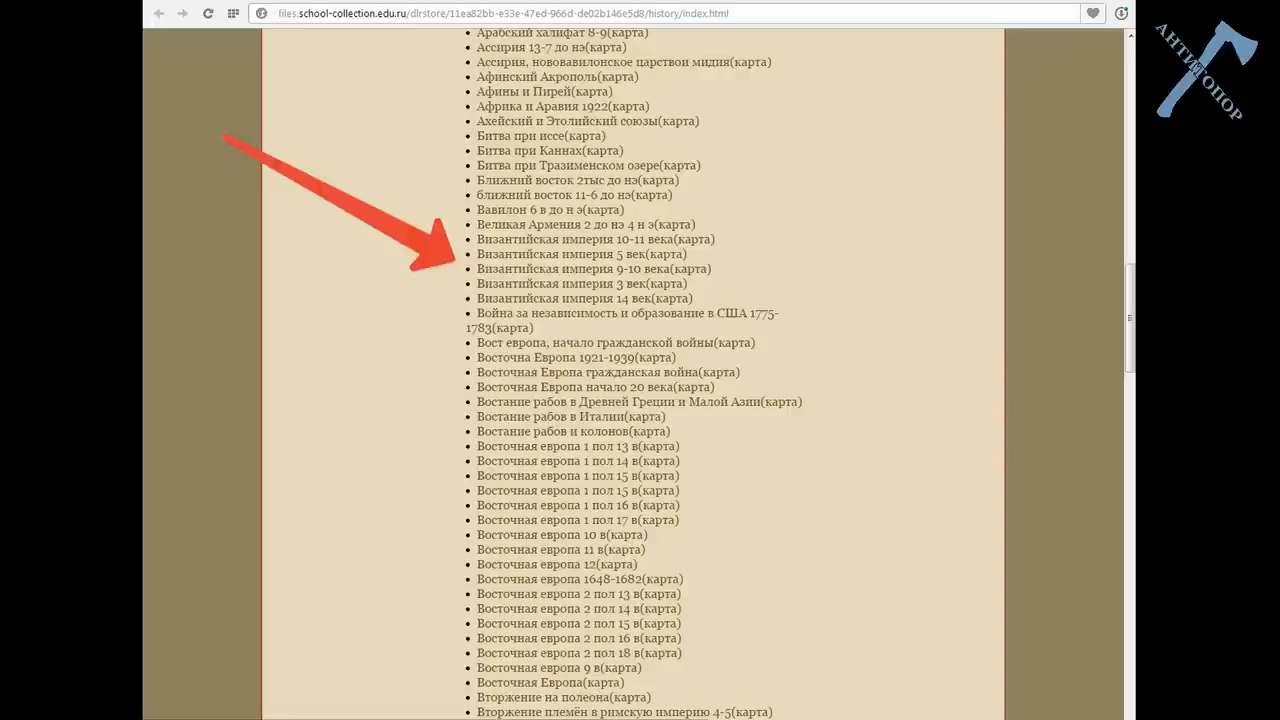 files.school-collection.edu.ru/dlrstore/11ea82bb-e33e-47ed-966d-de02b146e5d8/history/index.html
АНТИТОПОР
Арабский халифат 8-9(карта)
Ассирия 13-7 до нэ(карта)
Ассирия, нововавилонское царствои мидия(карта)
Афинский Акрополь(карта)
Афины и Пирей(карта)
Африка и Аравия 1922(карта)
Ахейский и Этолийский союзы(карта)
Битва при иссе(карта)
Битва при Каннах(карта)
Битва при Тразименском озере(карта)
Ближний восток 2тыс до нэ(карта)
ближний восток 11-6 до нэ(карта)
Вавилон 6 в до н э(карта)
Великая Армения 2 до нэ 4 н э(карта)
Византийская империя 10-11 века(карта)
Византийская империя 5 век(карта)
Византийская империя 9-10 века(карта)
Византийская империя 3 век(карта)
Византийская империя 14 век(карта)
Война за независимость и образование в США 1775-
1783(карта)
Вост европа, начало гражданской войны(карта)
Восточна Европа 1921-1939(карта)
Восточная Европа гражданская война(карта)
Восточная Европа начало 20 века(карта)
Востание рабов в Древней Греции и Малой Азии(карта)
Востание рабов в Италии(карта)
Востание рабов и колонов(карта)
Восточная европа 1 пол 13 в(карта)
Восточная европа 1 пол 14 в(карта)
Восточная европа 1 пол 15 в(карта)
Восточная европа 1 пол 15 в(карта)
Восточная европа 1 пол 16 в(карта)
Восточная европа 1 пол 17 в(карта)
Восточная европа 10 в(карта)
Восточная европа 11 в(карта)
Восточная европа 12(карта)
Восточная европа 1648-1682(карта)
Восточная европа 2 пол 13 в(карта)
Восточная европа 2 пол 14 в(карта)
Восточная европа 2 пол 15 в(карта)
Восточная европа 2 пол 16 в(карта)
Восточная европа 2 пол 18 в(карта)
Восточная европа 9 в(карта)
Восточная Европа(карта)
Вторжение на полеона(карта)
Вторжение племён в римскую империю 4-5(карта)